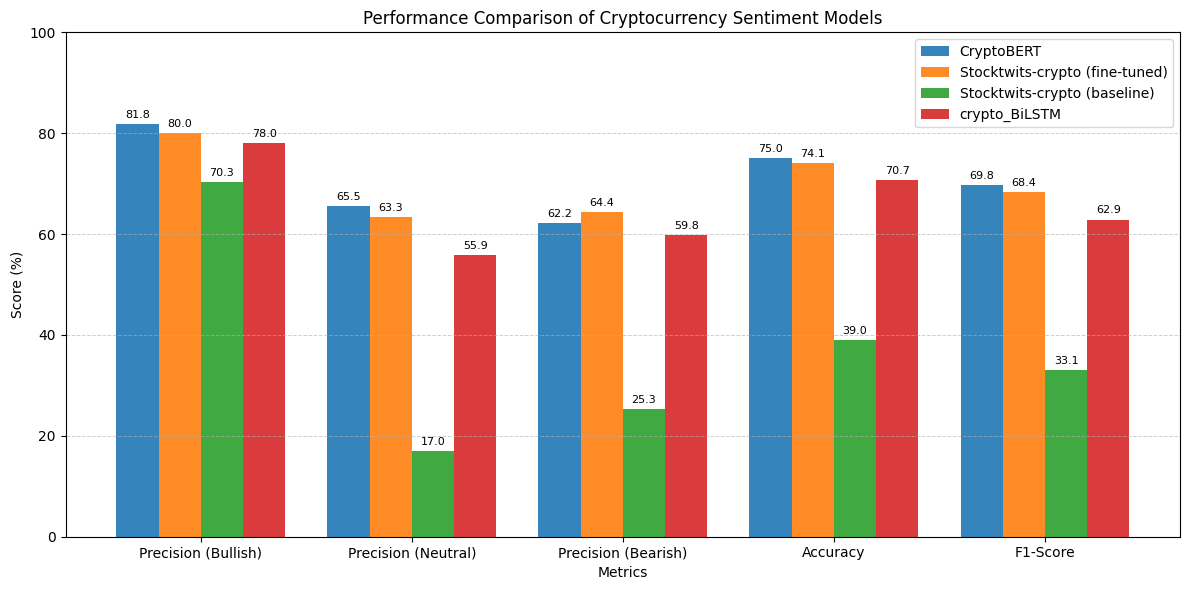 Performance Comparison of Cryptocurrency Sentiment Models
CryptoBERT
Stocktwits-crypto (fine-tuned)
Stocktwits-crypto (baseline)
crypto_BiLSTM
Score (%)
100
80
60
40
20
0
81.8
80.0
70.3
78.0
65.5
63.3
17.0
55.9
62.2
64.4
25.3
59.8
75.0
74.1
39.0
70.7
69.8
68.4
33.1
62.9
Precision (Bullish)
Precision (Neutral)
Precision (Bearish)
Accuracy
F1-Score
Metrics